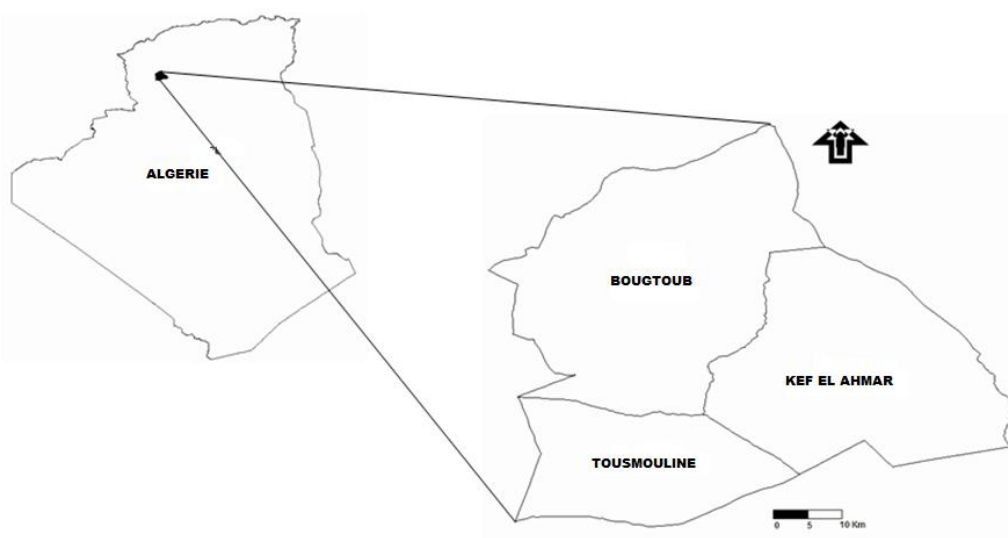 ALGERIE
BOUGTOUB
KEF EL AHMAR
TOUSMOULINE
0 5 10 Km